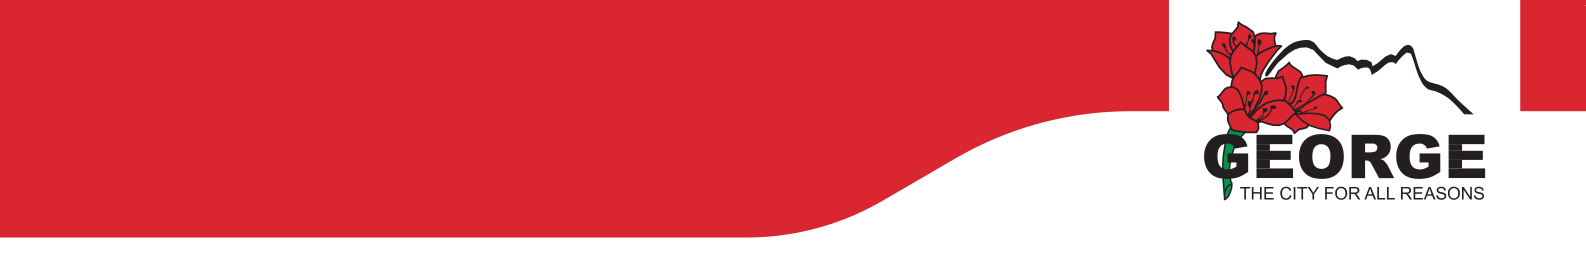 GEORGE
THE CITY FOR ALL REASONS